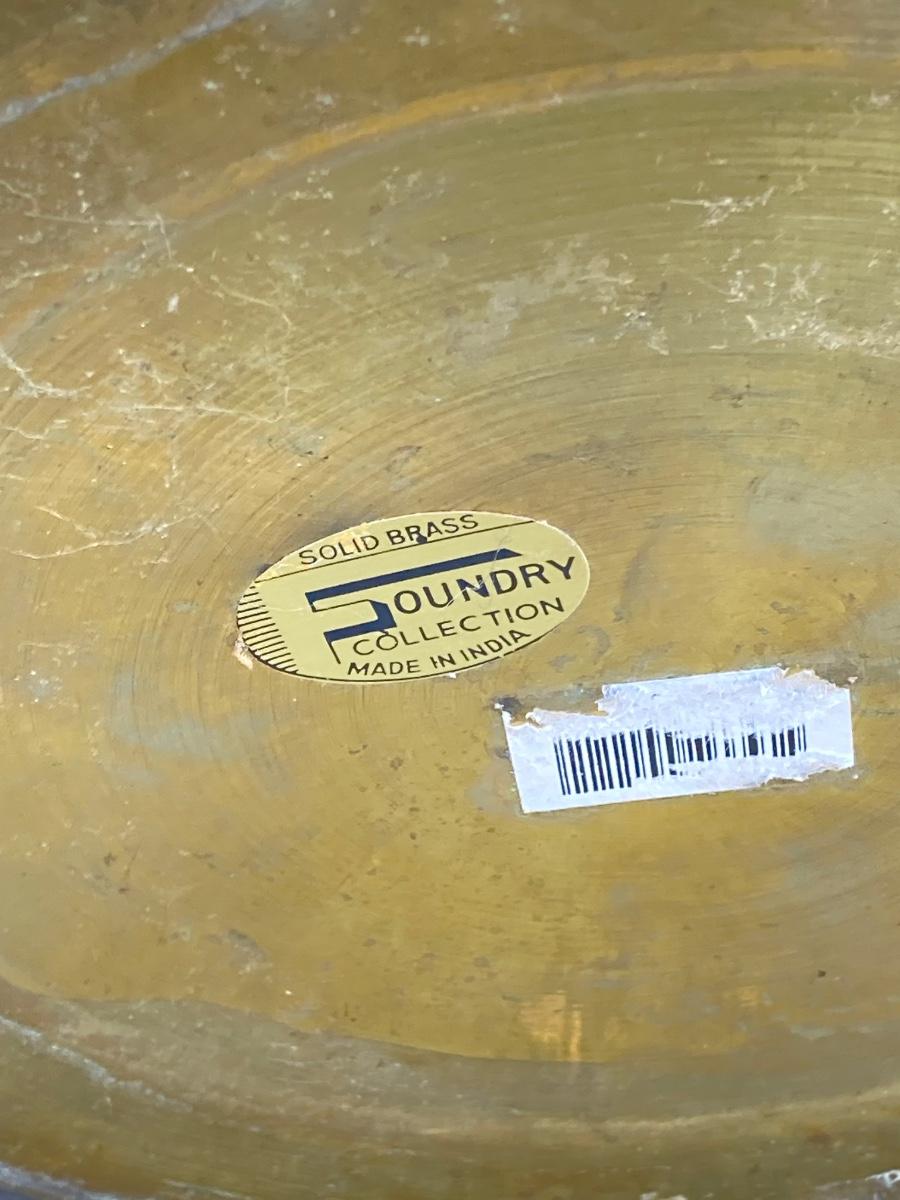 SOLID BRASS
FOUNDRY
COLLECTION
MADE IN INDIA